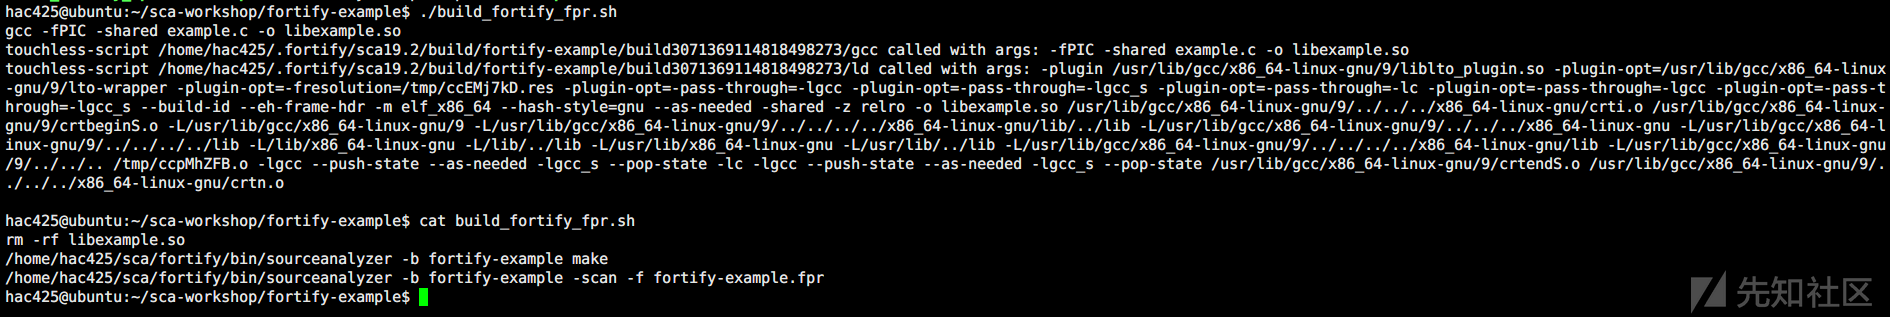 hac425@ubuntu:~/sca-workshop/fortify-example$ ./build_fortify_fpr.sh
gcc -fPIC -shared example.c -o libexample.so
touchless-script /home/hac425/.fortify/sca19.2/build/fortify-example/build3071369114818498273/gcc called with args: -fPIC -shared example.c -o libexample.so
touchless-script /home/hac425/.fortify/sca19.2/build/fortify-example/build3071369114818498273/ld called with args: -plugin /usr/lib/gcc/x86_64-linux-gnu/9/liblto_plugin.so -plugin-opt=/usr/lib/gcc/x86_64-linux
-gnu/9/lto-wrapper -plugin-opt=-fresolution=/tmp/ccEMj7kD.res -plugin-opt=-pass-through=-lgcc -plugin-opt=-pass-through=-lgcc_s -plugin-opt=-pass-through=-lc -plugin-opt=-pass-through=-lgcc -plugin-opt=-pass-t
hrough=-lgcc_s --build-id --eh-frame-hdr -m elf_x86_64 --hash-style=gnu --as-needed -shared -z relro -o libexample.so /usr/lib/gcc/x86_64-linux-gnu/9/../../../x86_64-linux-gnu/crti.o /usr/lib/gcc/x86_64-linux-
gnu/9/crtbeginS.o -L/usr/lib/gcc/x86_64-linux-gnu/9 -L/usr/lib/gcc/x86_64-linux-gnu/9/../../../../x86_64-linux-gnu/lib/../lib -L/usr/lib/gcc/x86_64-linux-gnu/9/../../../x86_64-linux-gnu -L/usr/lib/gcc/x86_64-l
inux-gnu/9/../../../../lib -L/lib/x86_64-linux-gnu -L/lib/../lib -L/usr/lib/x86_64-linux-gnu -L/usr/lib/../lib -L/usr/lib/gcc/x86_64-linux-gnu/9/../../../../x86_64-linux-gnu/lib -L/usr/lib/gcc/x86_64-linux-gnu
/9/../../.. /tmp/ccpMhZFB.o -lgcc --push-state --as-needed -lgcc_s --pop-state -lc -lgcc --push-state --as-needed -lgcc_s --pop-state /usr/lib/gcc/x86_64-linux-gnu/9/crtendS.o /usr/lib/gcc/x86_64-linux-gnu/9/.
./../../x86_64-linux-gnu/crtn.o
hac425@ubuntu:~/sca-workshop/fortify-example$ cat build_fortify_fpr.sh
rm -rf libexample.so
/home/hac425/sca/fortify/bin/sourceanalyzer -b fortify-example make
/home/hac425/sca/fortify/bin/sourceanalyzer -b fortify-example -scan -f fortify-example.fpr
hac425@ubuntu:~/sca-workshop/fortify-example$
先知社区